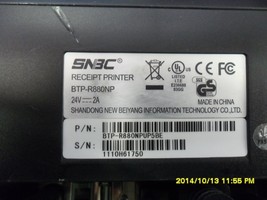 SNBC
RECEIPT PRINTER
BTP-R880NP
24V 2A
MADE IN CHINA
SHANDONG NEW BEIYANG INFORMATION TECHNOLOGY CO.,LTD.
P/N:
BTP-R880NPUPSBE
S/N:
1110H61750
2014/10/13 11:55 PM